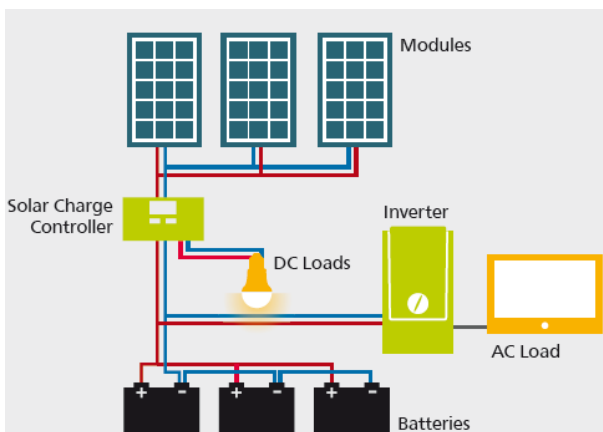 Modules
Solar Charge
Controller
Inverter
DC Loads
AC Load
+ - + - + -
Batteries